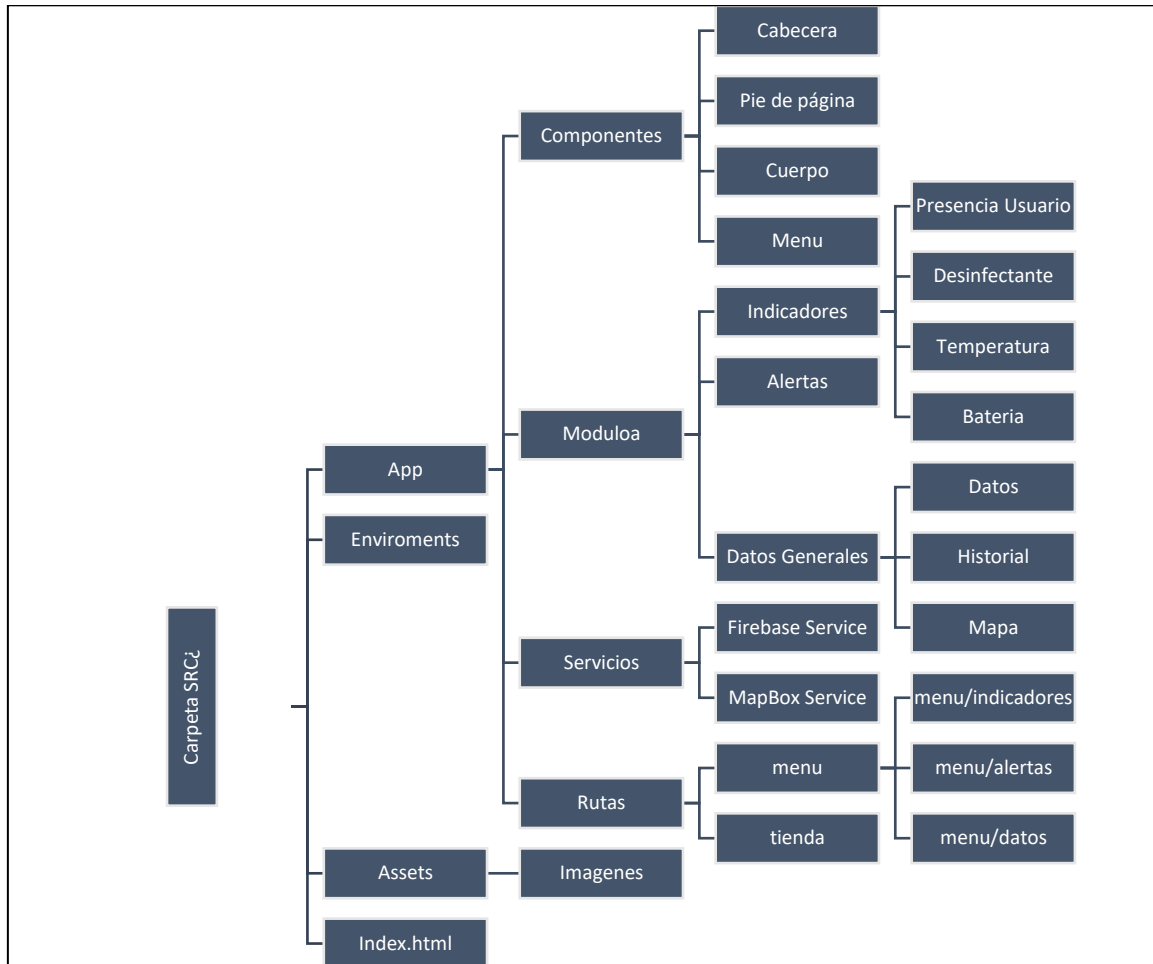 Carpeta SRC¿
App
Componentes
Cabecera
Pie de página
Cuerpo
Menu
Moduloa
Indicadores
Presencia Usuario
Desinfectante
Temperatura
Bateria
Alertas
Datos Generales
Datos
Historial
Mapa
Servicios
Firebase Service
MapBox Service
Rutas
menu
menu/indicadores
menu/alertas
menu/datos
tienda
Enviroments
Assets
Imagenes
Index.html